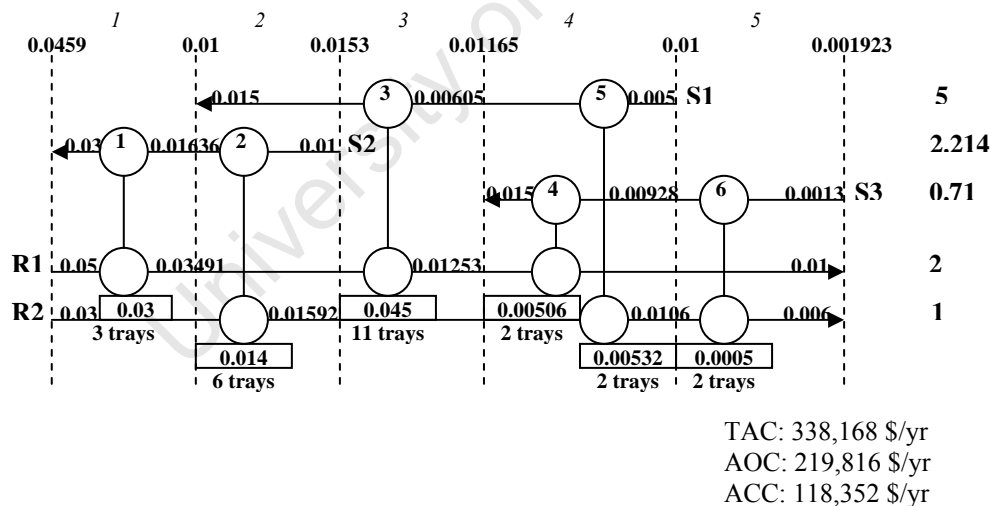 1 2 3 4 5
0.0459 0.01 0.0153 0.01165 0.01 0.001923
0.015 3 0.00605 5 0.005 S1 5
0.03 1 0.01636 2 0.01 S2 2.214
0.015 4 0.00928 6 0.0013 S3 0.71
R1 0.05 0.03491 0.01253 0.01 2
R2 0.03 0.01592 0.0106 0.006 1
0.03 0.045 0.00506
3 trays 11 trays 2 trays
0.014 0.00532 0.0005
6 trays 2 trays 2 trays
TAC: 338,168 $/yr
AOC: 219,816 $/yr
ACC: 118,352 $/yr
University of